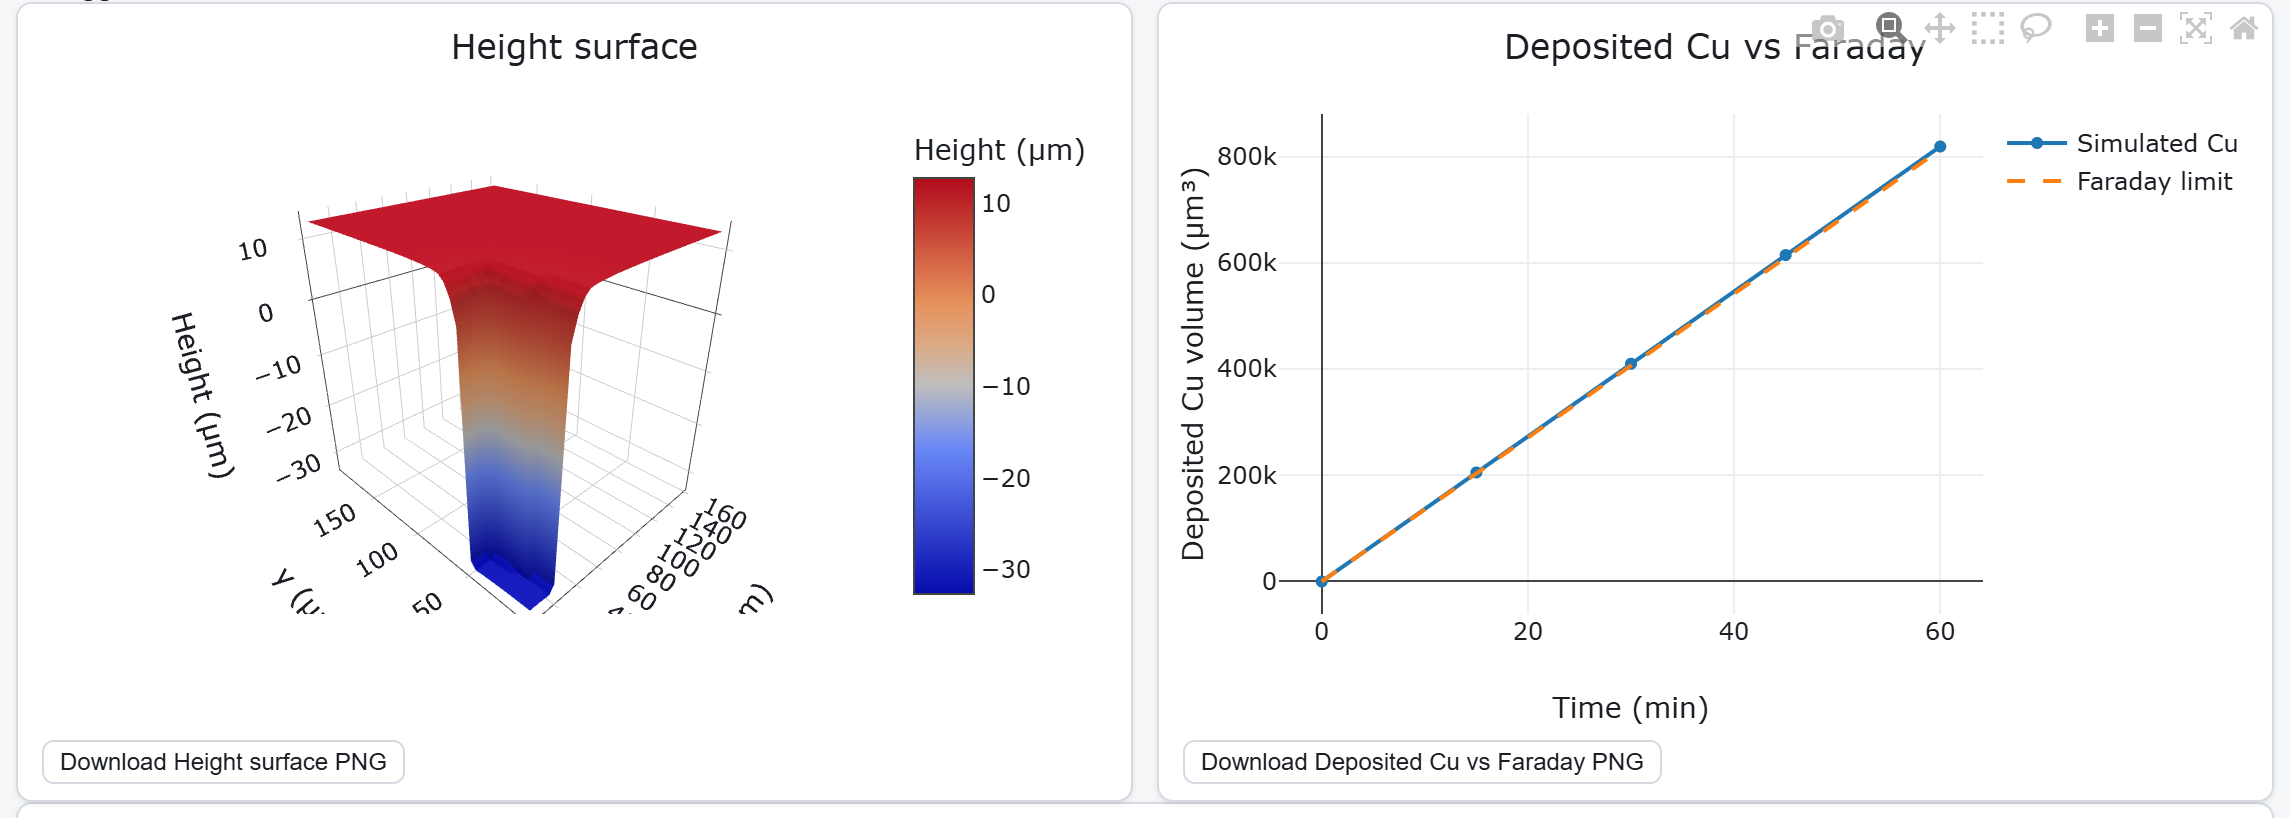 Height surface
Height (μm)
10
0
−10
−20
−30
10
0
−10
−20
−30
Height (μm)
150
100
50
160
140
120
100
80
60
Y (μ
m)
Download Height surface PNG
Deposited Cu vs Faraday
Simulated Cu
Faraday limit
Deposited Cu volume (μm³)
800k
600k
400k
200k
0
0
20
40
60
Time (min)
Download Deposited Cu vs Faraday PNG